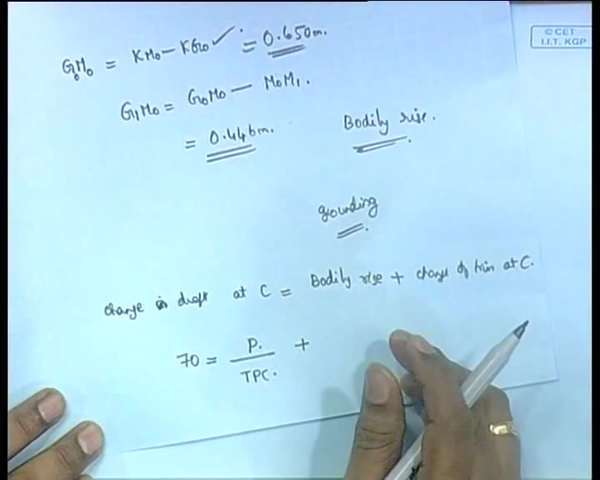 G₀M₀ = KM₀ — KG₀ ✓ = 0.650m.
© CET
I.I.T. KGP
G₁M₀ = G₀M₀ — M₀M₁.
= 0.446m.
Bodily rise.
grounding
change in draft at C = Bodily rise + change of trim at C.
70 = P. / TPC. +